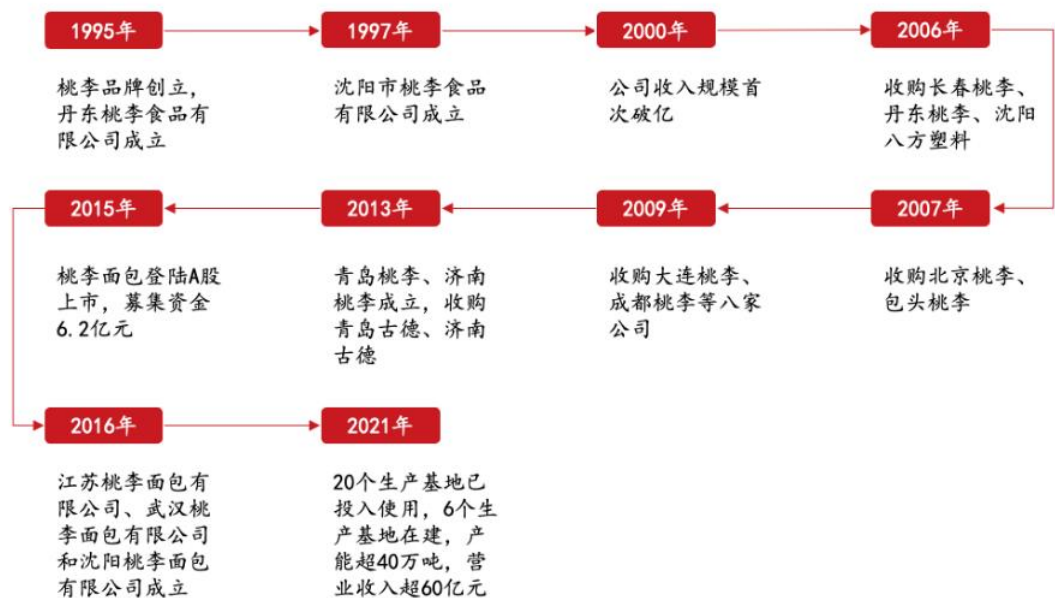 1995年
桃李品牌创立，
丹东桃李食品有
限公司成立
1997年
沈阳市桃李食品
有限公司成立
2000年
公司收入规模首
次破亿
2006年
收购长春桃李、
丹东桃李、沈阳
八方塑料
2007年
收购北京桃李、
包头桃李
2009年
收购大连桃李、
成都桃李等八家
公司
2013年
青岛桃李、济南
桃李成立，收购
青岛古德、济南
古德
2015年
桃李面包登陆A股
上市，募集资金
6.2亿元
2016年
江苏桃李面包有
限公司、武汉桃
李面包有限公司
和沈阳桃李面包
有限公司成立
2021年
20个生产基地已
投入使用，6个生
产基地在建，产
能超40万吨，营
业收入超60亿元